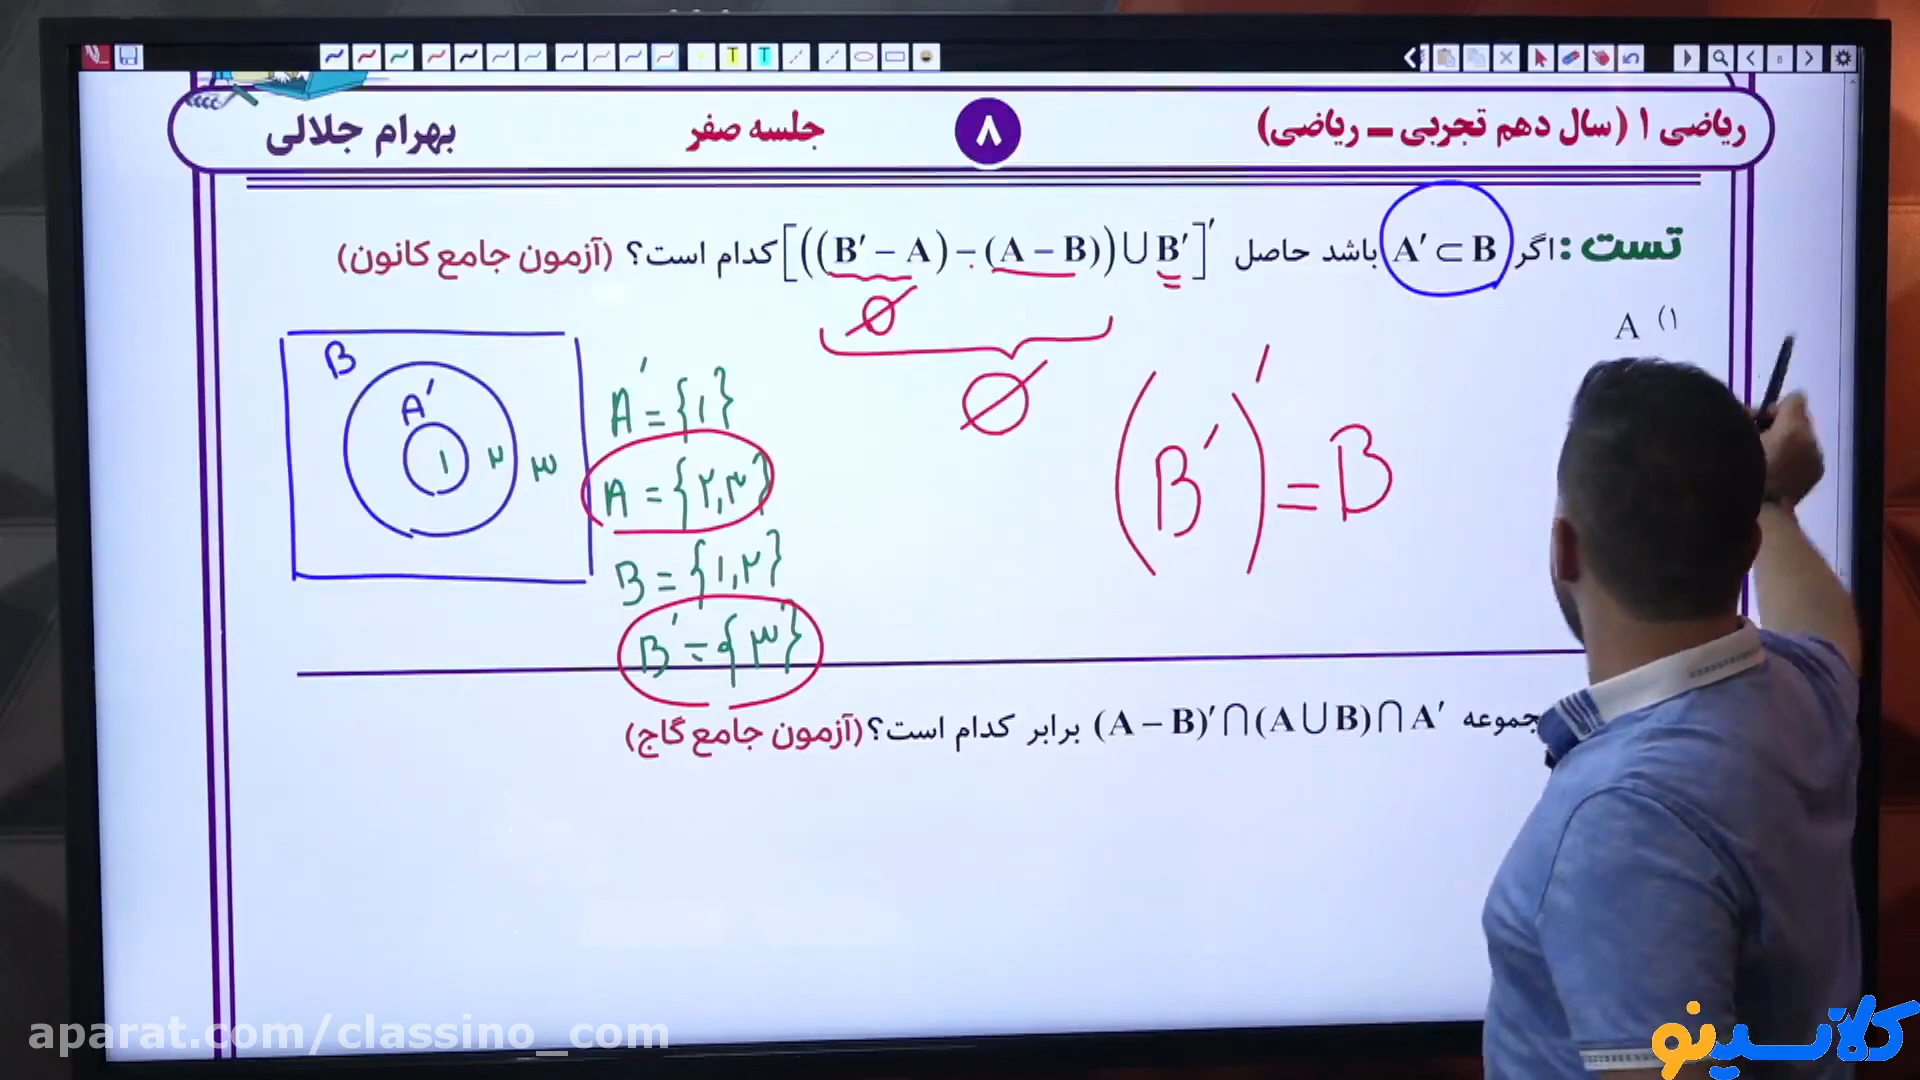 ریاضی ۱ (سال دهم تجربی ــ ریاضی)
۸
جلسه صفر
بهرام جلالی
تست : اگر A′ ⊂ B باشد حاصل [((B′ − A) − (A − B)) ∪ B′]′ کدام است؟ (آزمون جامع کانون)
۱) A
∅
∅
B
A′
۱ ۲ ۳
A′ = {۱}
A = {۲,۳}
B = {۱,۲}
B′ = {۳}
(B′)′ = B
جموعه (A − B)′ ∩ (A ∪ B) ∩ A′ برابر کدام است؟ (آزمون جامع گاج)
aparat.com/classino_com
کلاسینو